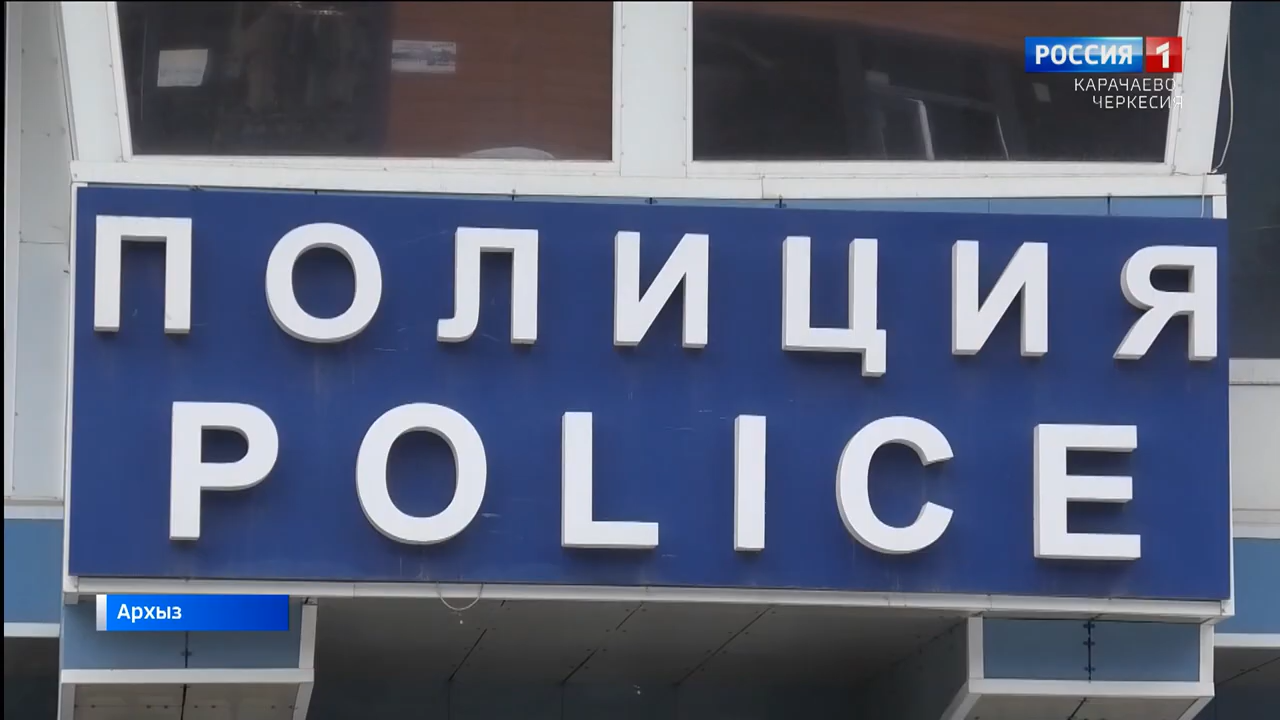 РОССИЯ 1
КАРАЧАЕВО-
ЧЕРКЕСИЯ
ПОЛИЦИЯ
POLICE
Архыз